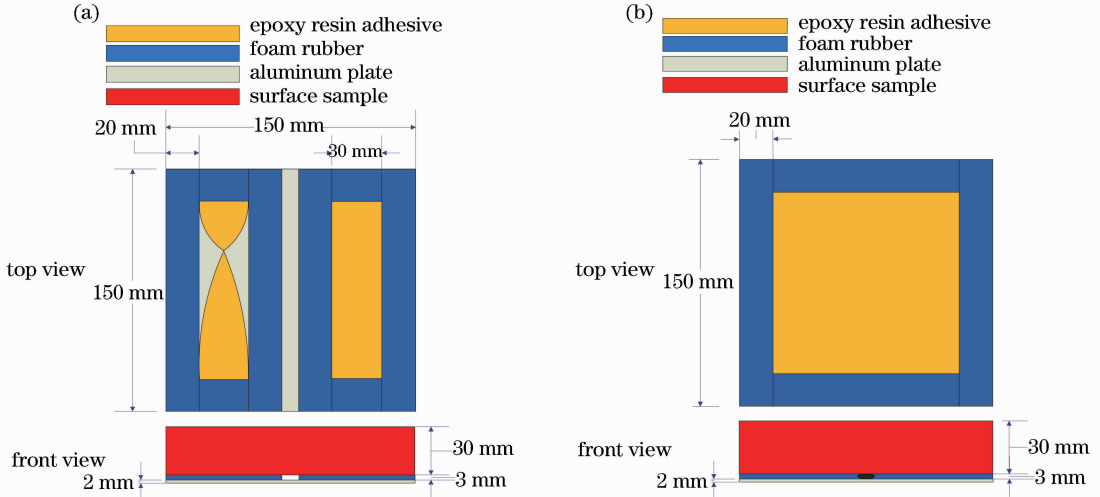 (a)
epoxy resin adhesive
foam rubber
aluminum plate
surface sample
20 mm
150 mm
30 mm
top view
150 mm
front view
30 mm
2 mm
3 mm
(b)
epoxy resin adhesive
foam rubber
aluminum plate
surface sample
20 mm
top view
150 mm
front view
30 mm
2 mm
3 mm